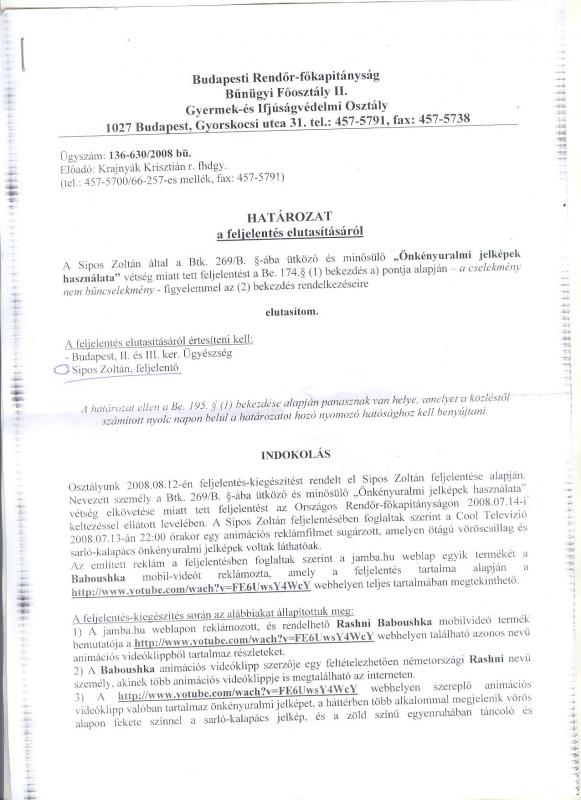 Budapesti Rendőr-főkapitányság
Bűnügyi Főosztály II.
Gyermek-és Ifjúságvédelmi Osztály
1027 Budapest, Gyorskocsi utca 31. tel.: 457-5791, fax: 457-5738
Ügyszám: 136-630/2008 bü.
Előadó: Krajnyák Krisztián r. fhdgy.
(tel.: 457-5700/66-257-es mellék, fax: 457-5791)
HATÁROZAT
a feljelentés elutasításáról
A Sipos Zoltán által a Btk. 269/B. §-ába ütköző és minősülő „Önkényuralmi jelképek
használata” vétség miatt tett feljelentést a Be. 174.§ (1) bekezdés a) pontja alapján – a cselekmény
nem bűncselekmény - figyelemmel az (2) bekezdés rendelkezéseire
elutasítom.
A feljelentés elutasításáról értesíteni kell:
- Budapest, II. és III. ker. Ügyészség
Sipos Zoltán, feljelentő
A határozat ellen a Be. 195. § (1) bekezdése alapján panasznak van helye, amelyet a közléstől
számított nyolc napon belül a határozatot hozó nyomozó hatósághoz kell benyújtani.
INDOKOLÁS
Osztályunk 2008.08.12-én feljelentés-kiegészítést rendelt el Sipos Zoltán feljelentése alapján.
Nevezett személy a Btk. 269/B. §-ába ütköző és minősülő „Önkényuralmi jelképek használata”
vétség elkövetése miatt tett feljelentést az Országos Rendőr-főkapitányságon 2008.07.14-i
keltezéssel ellátott levelében. A Sipos Zoltán feljelentésében foglaltak szerint a Cool Televízió
2008.07.13-án 22:00 órakor egy animációs reklámfilmet sugárzott, amelyen ötágú vöröscsillag és
sarló-kalapács önkényuralmi jelképek voltak láthatóak.
Az említett reklám a feljelentésben foglaltak szerint a jamba.hu weblap egyik termékét a
Baboushka mobil-videót reklámozta, amely a feljelentés tartalma alapján a
http://www.yotube.com/wach?v=FE6UwsY4WcY webhelyen teljes tartalmában megtekinthető.
A feljelentés-kiegészítés során az alábbiakat állapítottuk meg:
1) A jamba.hu weblapon reklámozott, és rendelhető Rashni Baboushka mobilvideó termék
bemutatója a http://www.yotube.com/wach?v=FE6UwsY4WcY webhelyen található azonos nevű
animációs videóklippból tartalmaz részleteket.
2) A Baboushka animációs videóklipp szerzője egy feltételezhetően németországi Rashni nevű
személy, akinek több animációs videóklippje is megtalálható az interneten.
3) A http://www.yotube.com/wach?v=FE6UwsY4WcY webhelyen szereplő animációs
videóklipp valóban tartalmaz önkényuralmi jelképet, a háttérben több alkalommal megjelenik vörös
alapon fekete színnel a sarló-kalapács jelkép, és a zöld színű egyenruhában táncoló és